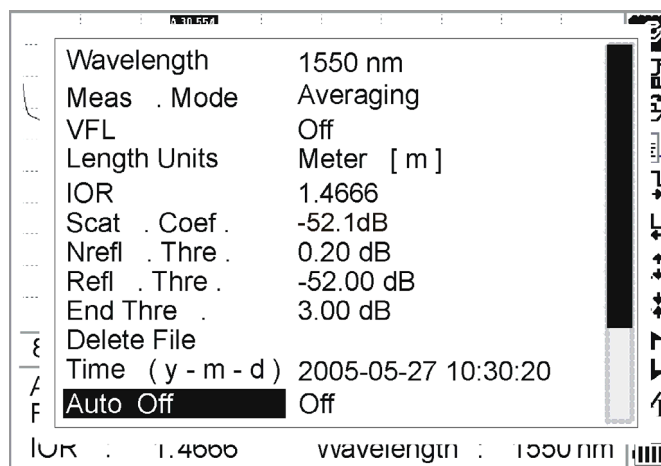 A 30.554
Wavelength 1550 nm
Meas . Mode Averaging
VFL Off
Length Units Meter [ m ]
IOR 1.4666
Scat . Coef . -52.1dB
Nrefl . Thre . 0.20 dB
Refl . Thre . -52.00 dB
End Thre . 3.00 dB
Delete File
Time ( y - m - d ) 2005-05-27 10:30:20
Auto Off Off
IOR : 1.4666 Wavelength : 1550 nm